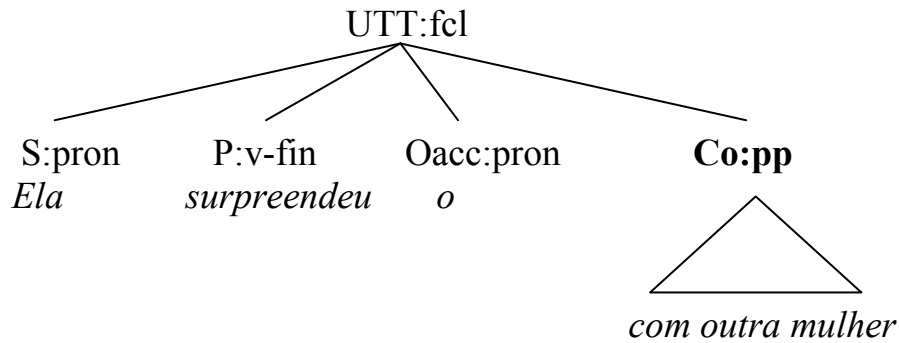 UTT:fcl
S:pron P:v-fin Oacc:pron Co:pp
Ela surpreendeu o
com outra mulher